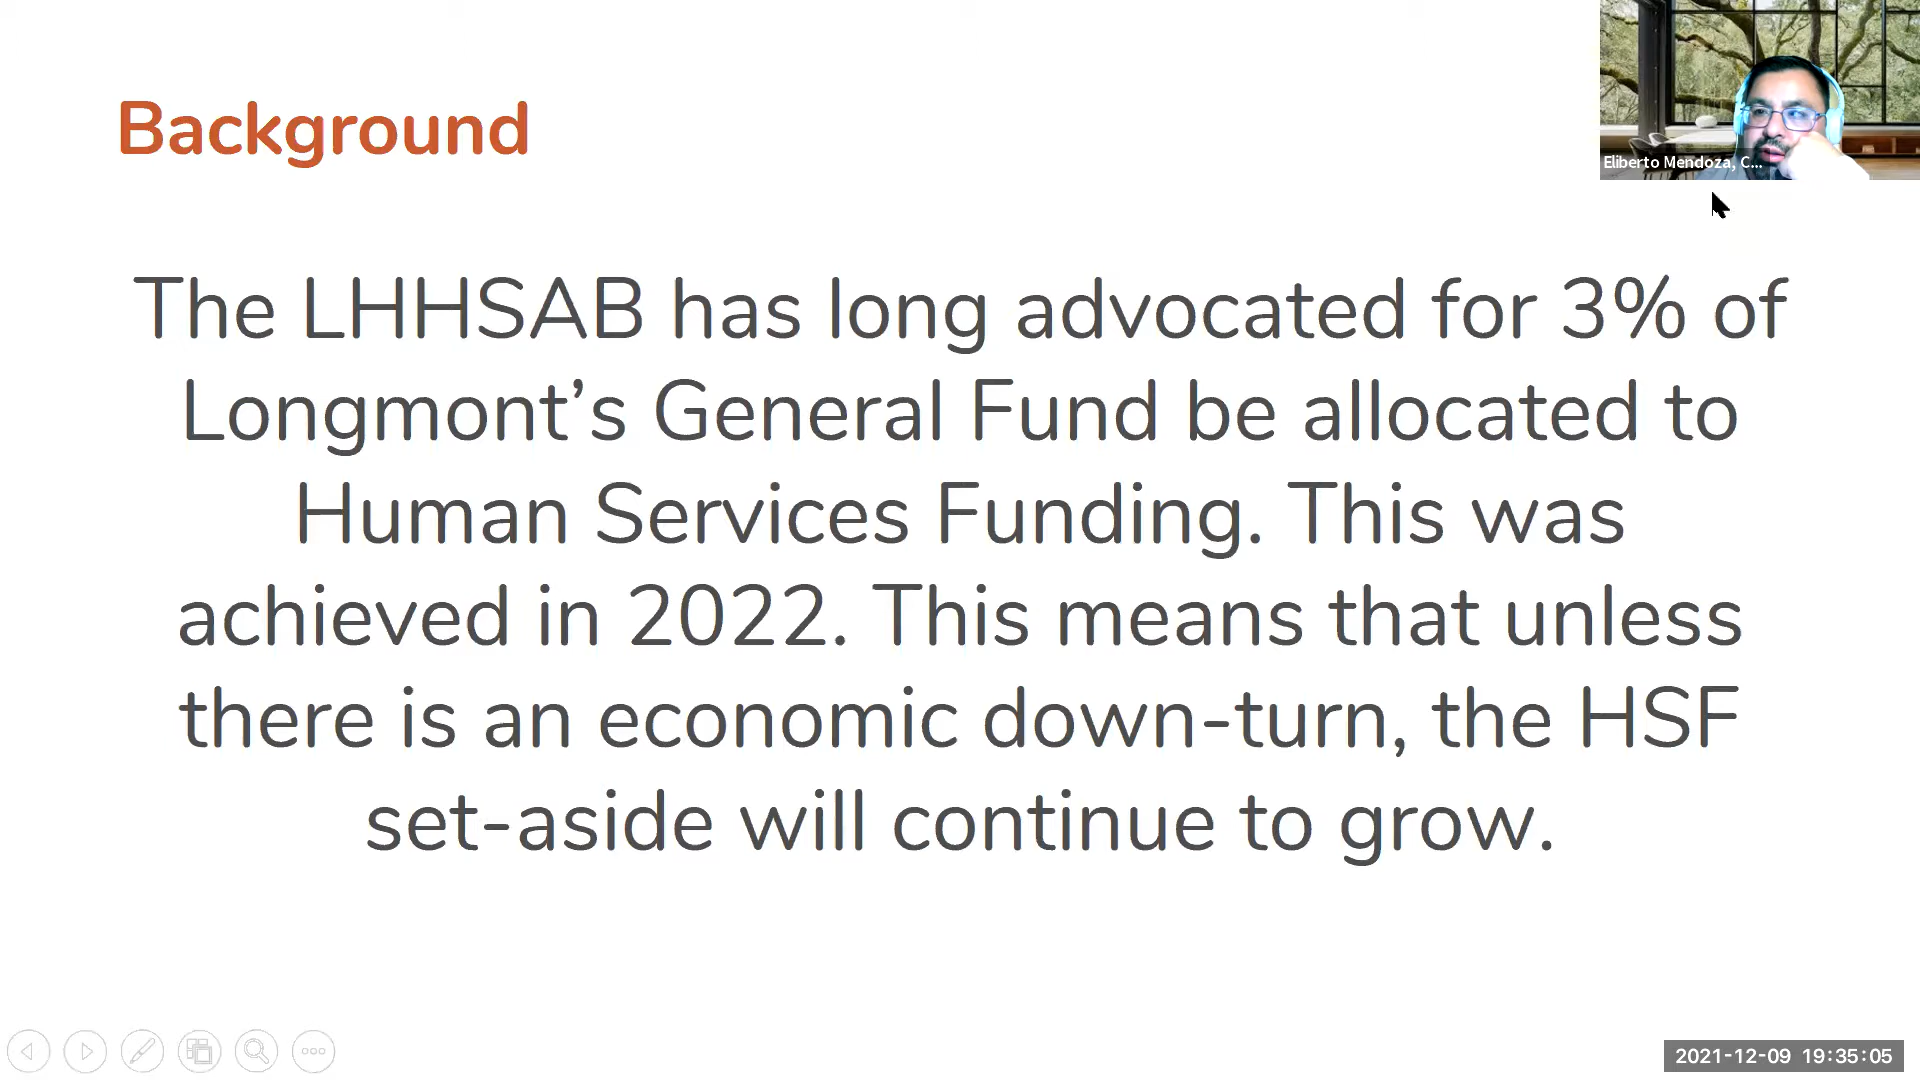 Background
Eliberto Mendoza, C...
The LHHSAB has long advocated for 3% of
Longmont’s General Fund be allocated to
Human Services Funding. This was
achieved in 2022. This means that unless
there is an economic down-turn, the HSF
set-aside will continue to grow.
2021-12-09 19:35:05